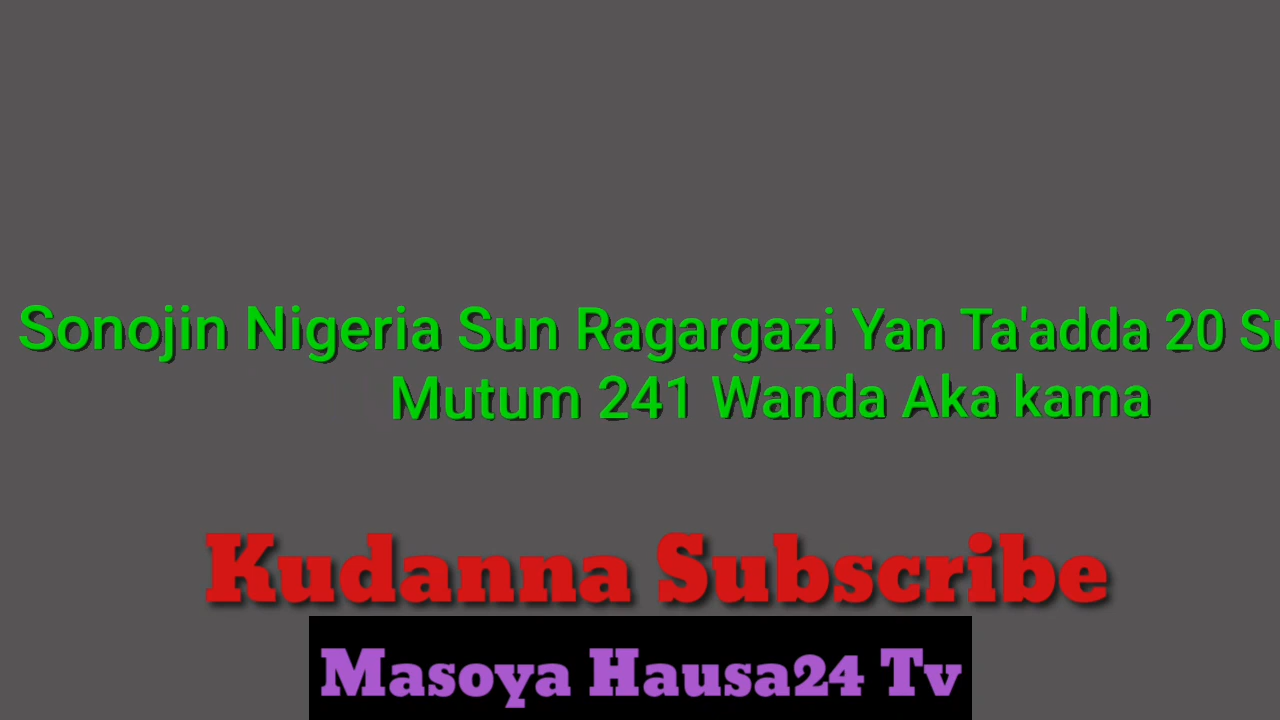 Sonojin Nigeria Sun Ragargazi Yan Ta'adda 20
Mutum 241 Wanda Aka kama
Kudanna Subscribe
Masoya Hausa24 Tv